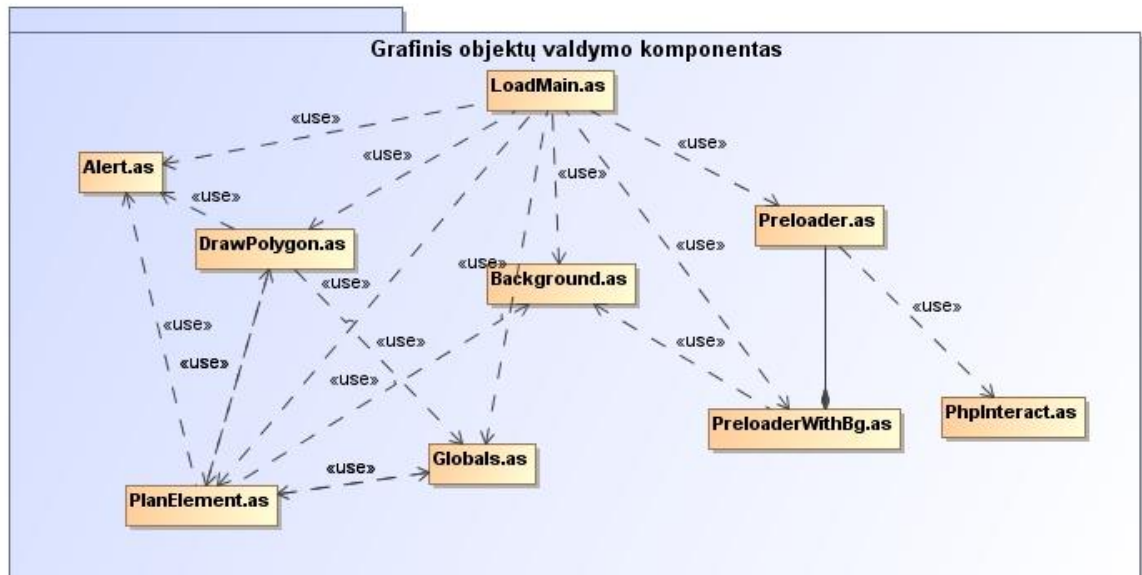 Grafinis objektų valdymo komponentas
LoadMain.as
«use»
«use»
«use»
Alert.as
«use»
«use»
Preloader.as
DrawPolygon.as
«use»
«use»
«use»
Background.as
«use»
«use»
«use»
«use»
«use»
«use»
«use»
PreloaderWithBg.as
PhpInteract.as
Globals.as
«use»
PlanElement.as